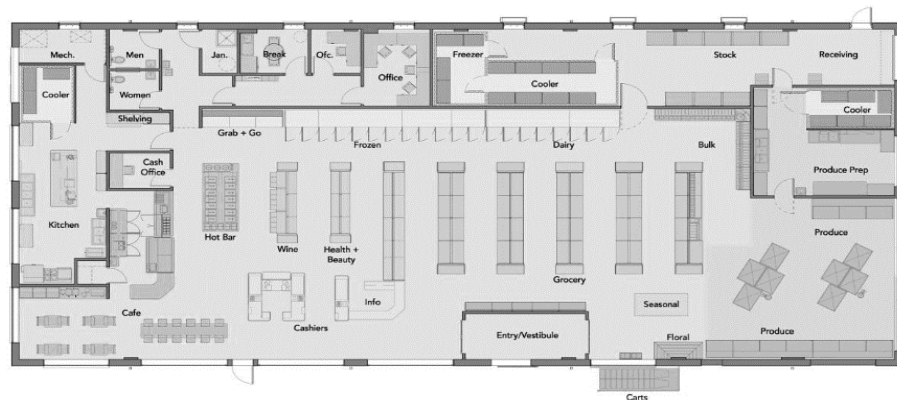 Mech.
Men
Jan.
Break
Ofc.
Office
Freezer
Cooler
Stock
Receiving
Cooler
Women
Shelving
Cooler
Grab + Go
Frozen
Dairy
Bulk
Cash
Office
Produce Prep
Kitchen
Hot Bar
Wine
Health +
Beauty
Grocery
Produce
Cafe
Cashiers
Info
Seasonal
Entry/Vestibule
Floral
Produce
Carts